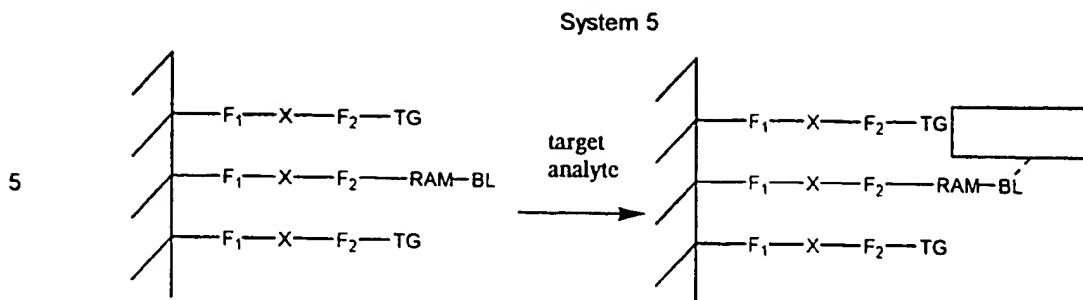 System 5
F₁—X—F₂—TG F₁—X—F₂—TG
target
analytc
5 F₁—X—F₂—RAM—BL F₁—X—F₂—RAM—BL
F₁—X—F₂—TG F₁—X—F₂—TG